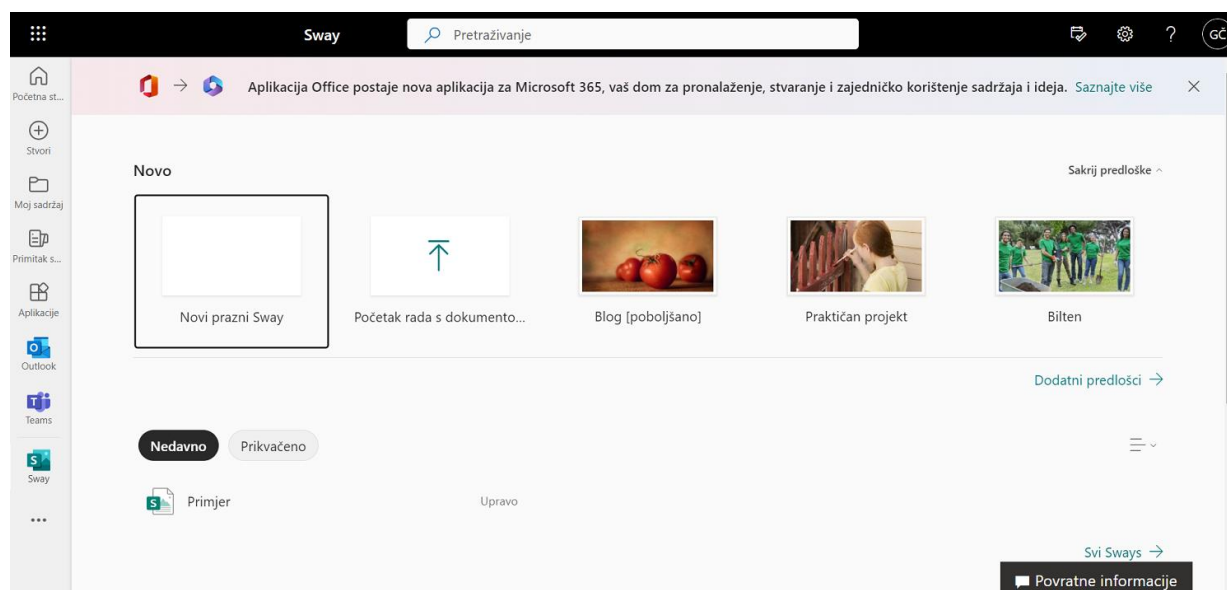 Sway
Pretraživanje
GČ
Početna st...
Stvori
Moj sadržaj
Primitak s...
Aplikacije
Outlook
Teams
Sway
Aplikacija Office postaje nova aplikacija za Microsoft 365, vaš dom za pronalaženje, stvaranje i zajedničko korištenje sadržaja i ideja. Saznajte više
Novo
Sakrij predloške
Novi prazni Sway
Početak rada s dokumento...
Blog [poboljšano]
Praktičan projekt
Bilten
Dodatni predlošci
Nedavno
Prikvačeno
Primjer
Upravo
Svi Sways
Povratne informacije